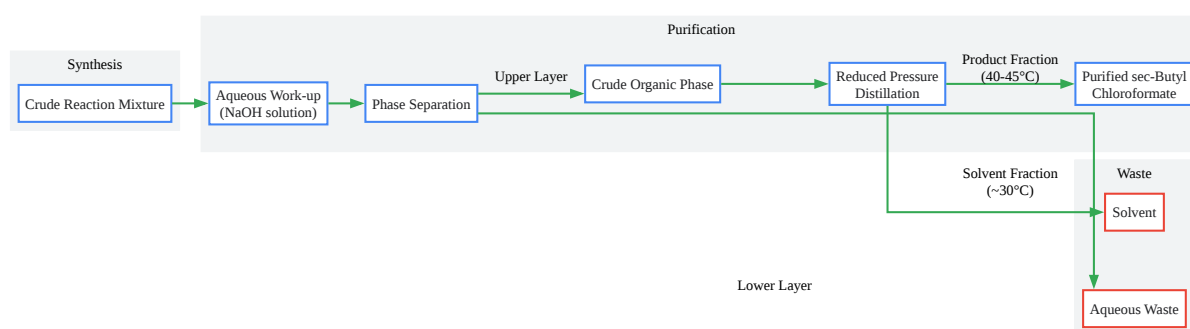 Purification
Synthesis
Crude Reaction Mixture
Aqueous Work-up
(NaOH solution)
Phase Separation
Upper Layer
Crude Organic Phase
Reduced Pressure
Distillation
Product Fraction
(40-45°C)
Purified sec-Butyl
Chloroformate
Solvent Fraction
(~30°C)
Waste
Solvent
Lower Layer
Aqueous Waste